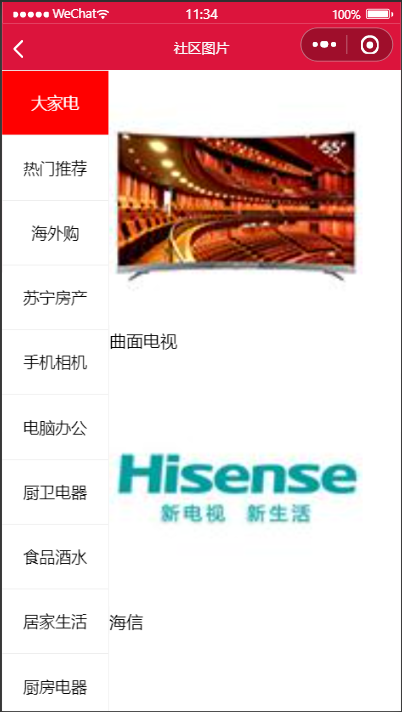 WeChat 11:34 100%
社区图片
大家电
热门推荐
海外购
苏宁房产
手机相机
电脑办公
厨卫电器
食品酒水
居家生活
厨房电器
55"
曲面电视
Hisense
新电视 新生活
海信